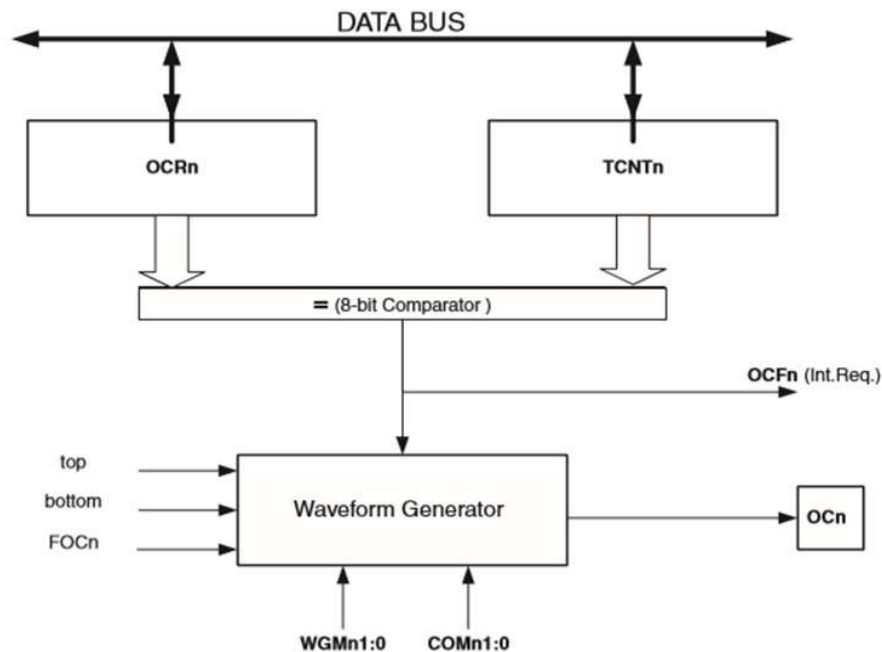 DATA BUS
OCRn
TCNTn
= (8-bit Comparator )
OCFn (Int.Req.)
top
bottom
FOCn
Waveform Generator
OCn
WGMn1:0
COMn1:0